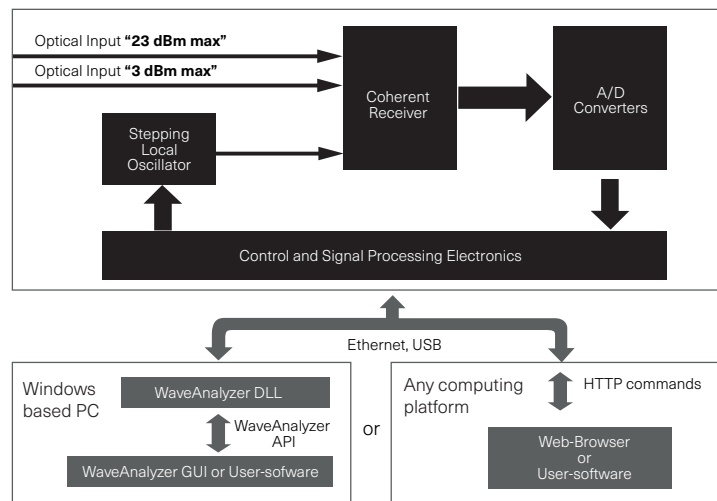 Optical Input “23 dBm max”
Optical Input “3 dBm max”
Coherent
Receiver
A/D
Converters
Stepping
Local
Oscillator
Control and Signal Processing Electronics
Ethernet, USB
Windows
based PC
WaveAnalyzer DLL
WaveAnalyzer
API
WaveAnalyzer GUI or User-sofware
or
Any computing
platform
HTTP commands
Web-Browser
or
User-software